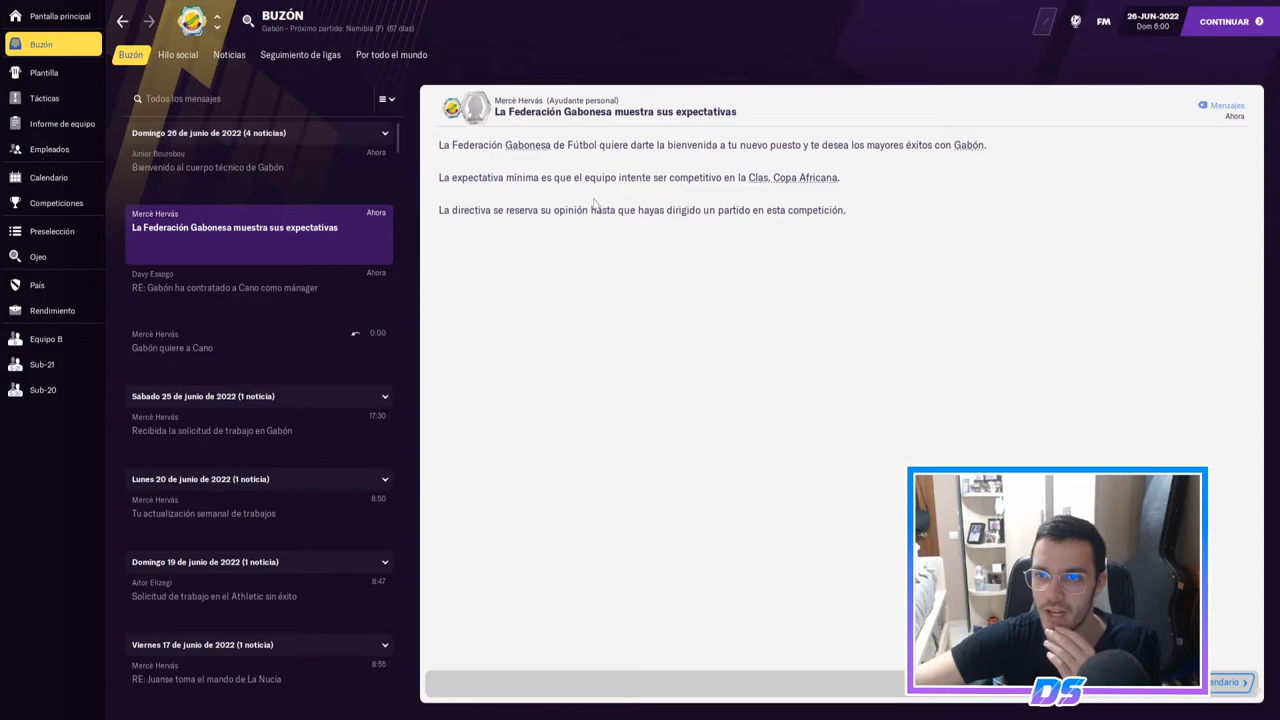 Pantalla principal
Buzón
Plantilla
Tácticas
Informe de equipo
Empleados
Calendario
Competiciones
Preselección
Ojeo
País
Rendimiento
Equipo B
Sub-21
Sub-20
BUZÓN
Gabón - Próximo partido: Namibia (F) (67 días)
FM
26-JUN-2022
Dom 6:00
CONTINUAR
Buzón
Hilo social
Noticias
Seguimiento de ligas
Por todo el mundo
Todos los mensajes
Domingo 26 de junio de 2022 (4 noticias)
Junior Bourobou
Ahora
Bienvenido al cuerpo técnico de Gabón
Mercè Hervás
Ahora
La Federación Gabonesa muestra sus expectativas
Davy Essogo
Ahora
RE: Gabón ha contratado a Cano como mánager
Mercè Hervás
0:00
Gabón quiere a Cano
Sábado 25 de junio de 2022 (1 noticia)
Mercè Hervás
17:30
Recibida la solicitud de trabajo en Gabón
Lunes 20 de junio de 2022 (1 noticia)
Mercè Hervás
8:50
Tu actualización semanal de trabajos
Domingo 19 de junio de 2022 (1 noticia)
Aitor Elizegi
8:47
Solicitud de trabajo en el Athletic sin éxito
Viernes 17 de junio de 2022 (1 noticia)
Mercè Hervás
8:55
RE: Juanse toma el mando de La Nucía
Mercè Hervás (Ayudante personal)
La Federación Gabonesa muestra sus expectativas
Mensajes
Ahora
La Federación Gabonesa de Fútbol quiere darte la bienvenida a tu nuevo puesto y te desea los mayores éxitos con Gabón.
La expectativa mínima es que el equipo intente ser competitivo en la Clas. Copa Africana.
La directiva se reserva su opinión hasta que hayas dirigido un partido en esta competición.
endario
DS